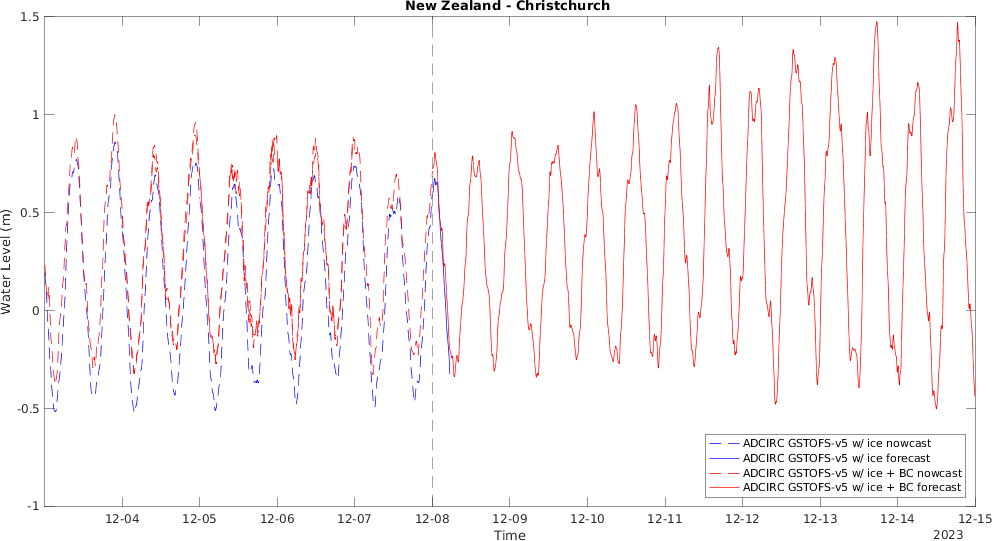 New Zealand - Christchurch
Water Level (m)
1.5
1
0.5
0
-0.5
-1
ADCIRC GSTOFS-v5 w/ ice nowcast
ADCIRC GSTOFS-v5 w/ ice forecast
ADCIRC GSTOFS-v5 w/ ice + BC nowcast
ADCIRC GSTOFS-v5 w/ ice + BC forecast
12-04 12-05 12-06 12-07 12-08 12-09 12-10 12-11 12-12 12-13 12-14 12-15
Time
2023